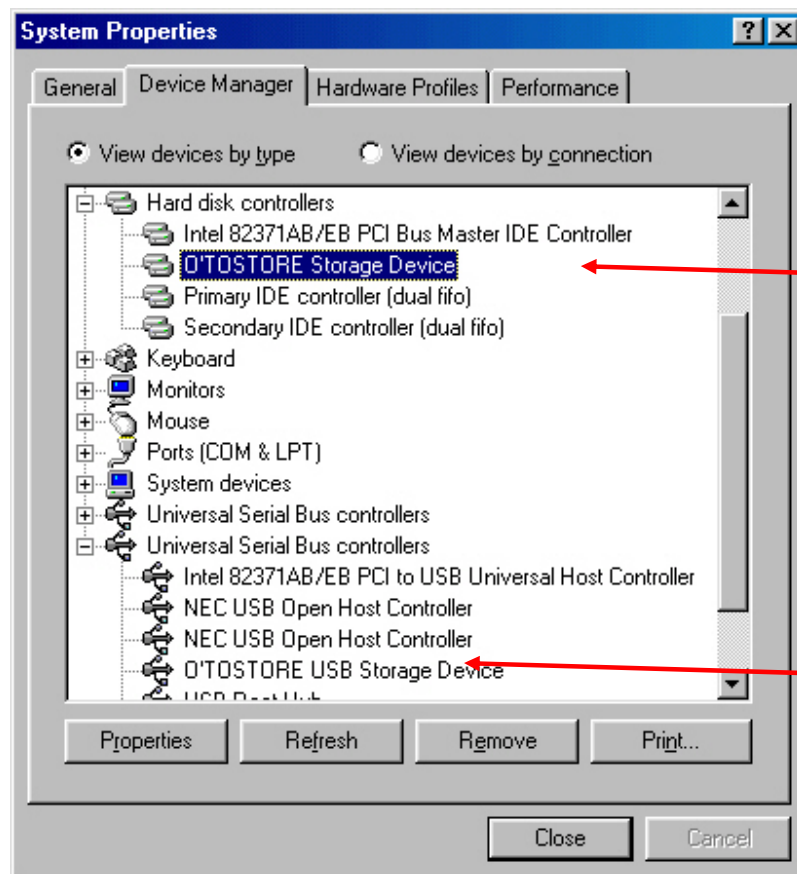 System Properties
General Device Manager Hardware Profiles Performance
View devices by type View devices by connection
Hard disk controllers
Intel 82371AB/EB PCI Bus Master IDE Controller
O'TOSTORE Storage Device
Primary IDE controller (dual fifo)
Secondary IDE controller (dual fifo)
Keyboard
Monitors
Mouse
Ports (COM & LPT)
System devices
Universal Serial Bus controllers
Universal Serial Bus controllers
Intel 82371AB/EB PCI to USB Universal Host Controller
NEC USB Open Host Controller
NEC USB Open Host Controller
O'TOSTORE USB Storage Device
USB Root Hub
Properties Refresh Remove Print...
Close Cancel